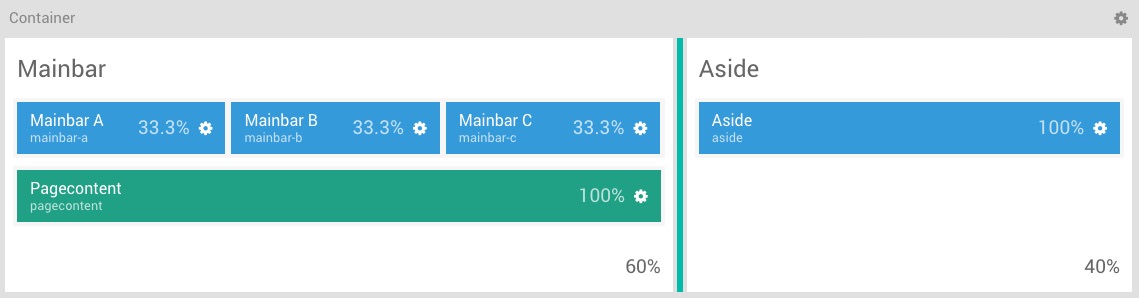 Container
Mainbar
Mainbar A
mainbar-a
33.3%
Mainbar B
mainbar-b
33.3%
Mainbar C
mainbar-c
33.3%
Pagecontent
pagecontent
100%
60%
Aside
Aside
aside
100%
40%